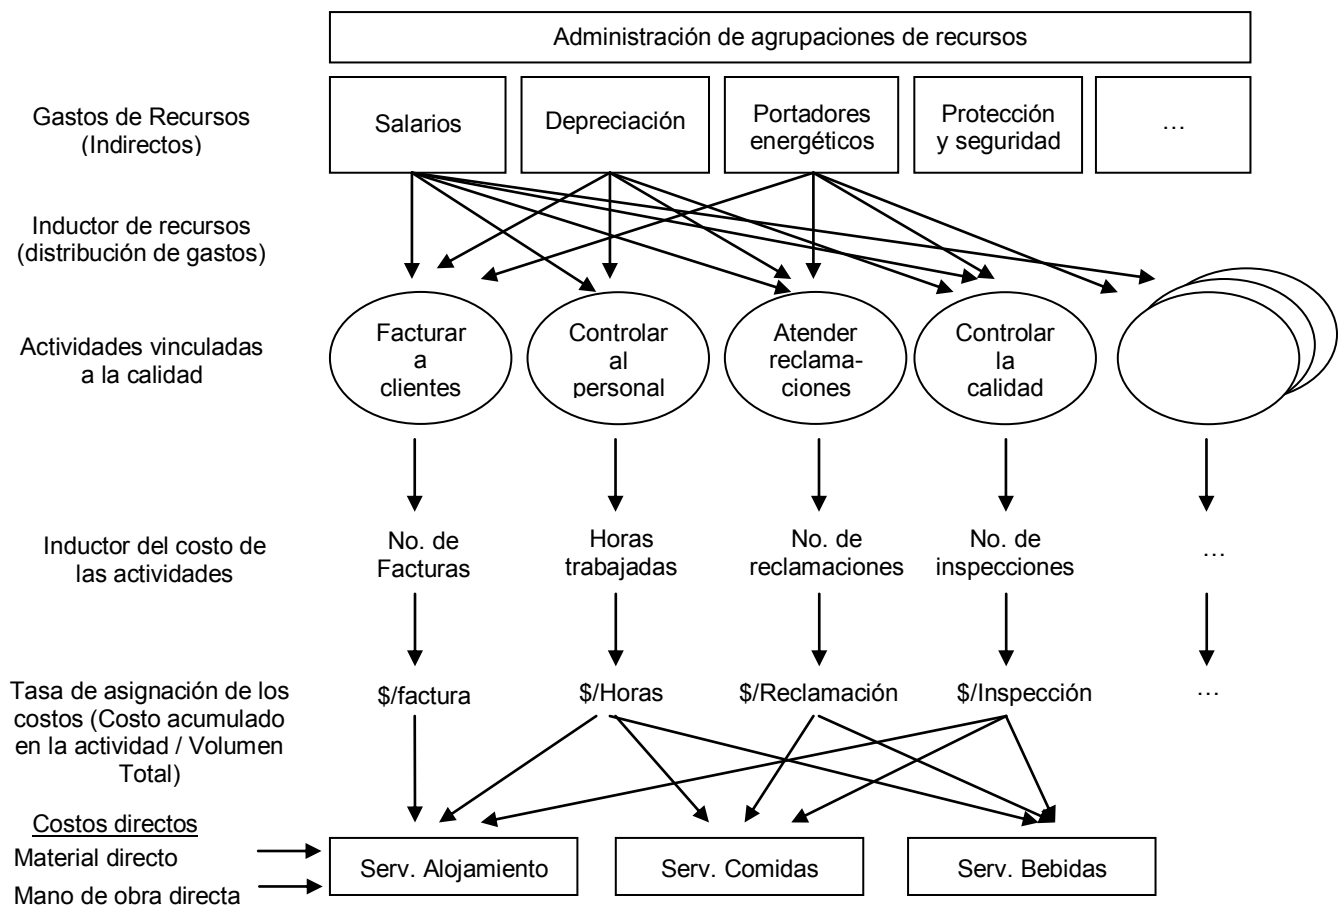 Administración de agrupaciones de recursos
Gastos de Recursos
(Indirectos)
Salarios
Depreciación
Portadores
energéticos
Protección
y seguridad
…
Inductor de recursos
(distribución de gastos)
Actividades vinculadas
a la calidad
Facturar
a
clientes
Controlar
al
personal
Atender
reclama-
ciones
Controlar
la
calidad
Inductor del costo de
las actividades
No. de
Facturas
Horas
trabajadas
No. de
reclamaciones
No. de
inspecciones
…
Tasa de asignación de los
costos (Costo acumulado
en la actividad / Volumen
Total)
$/factura
$/Horas
$/Reclamación
$/Inspección
…
Costos directos
Material directo
Mano de obra directa
Serv. Alojamiento
Serv. Comidas
Serv. Bebidas